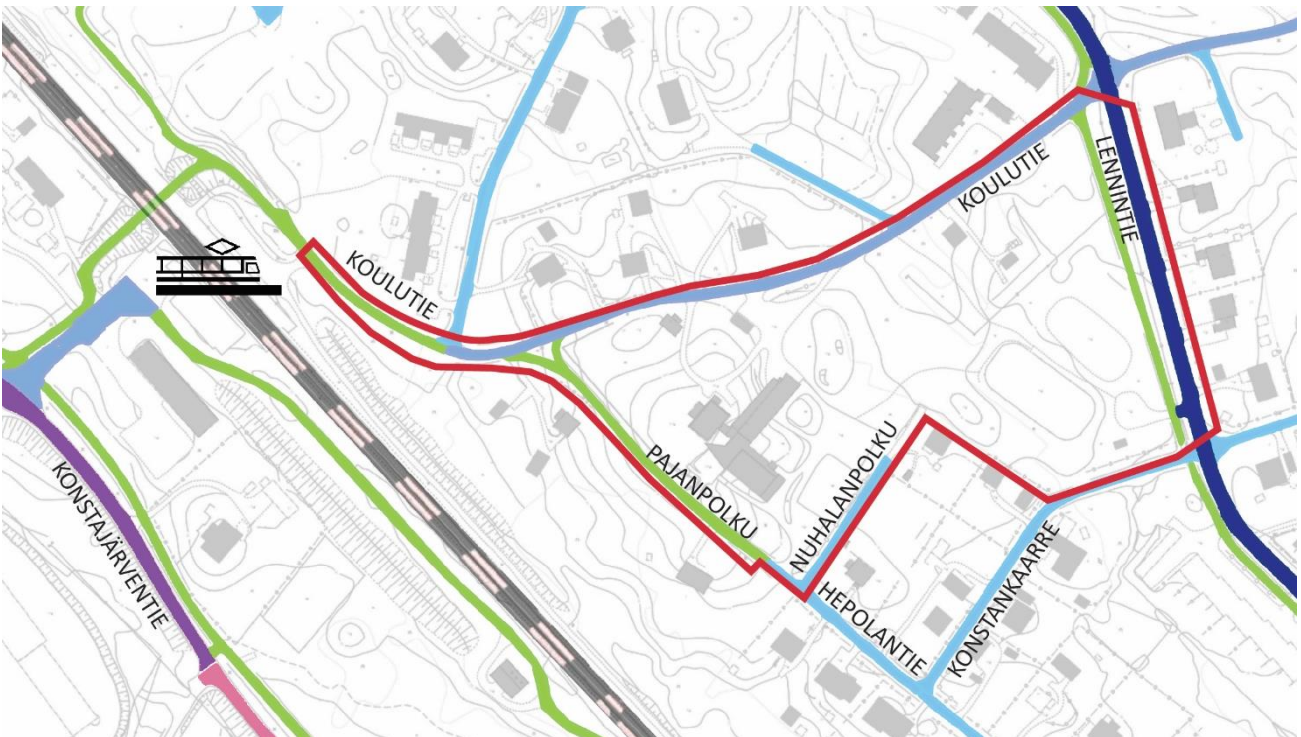 KOULUTIE
LENNINTIE
KOULUTIE
PAJANPOLKU
NUHALANPOLKU
KONSTAJÄRVENTIE
HEPOLANTIE
KONSTANKAARRE